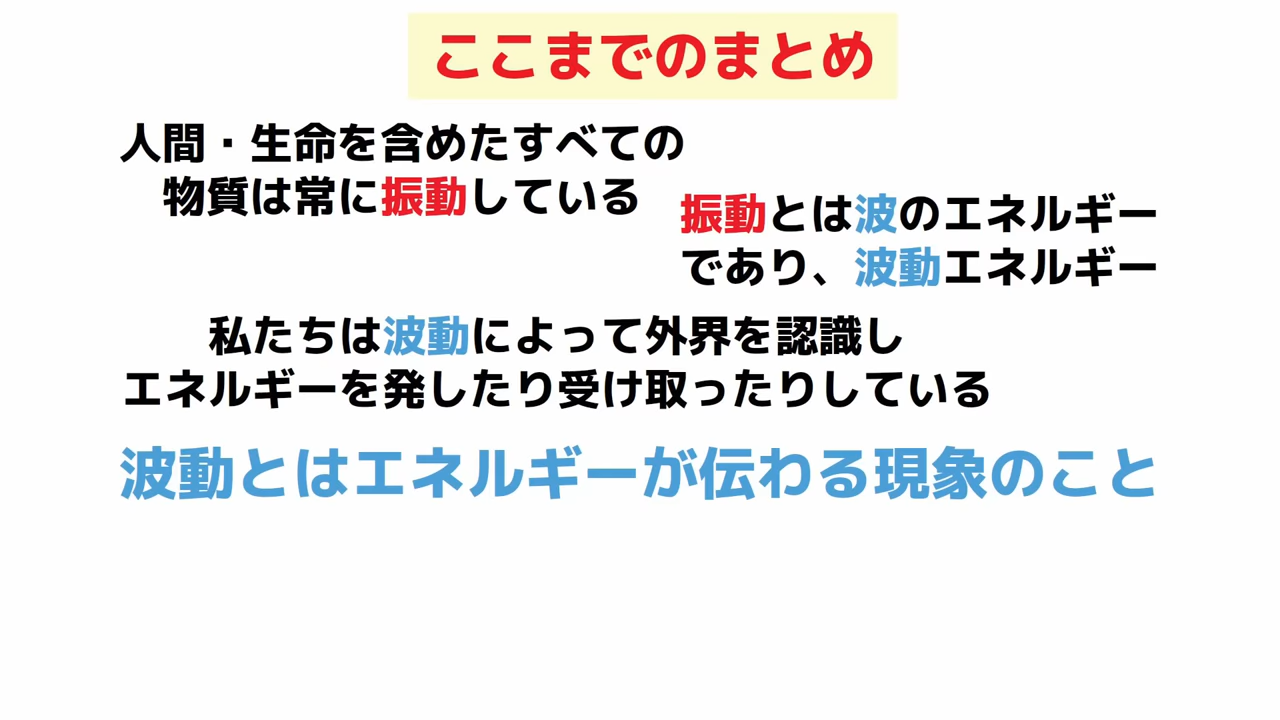 ここまでのまとめ
人間・生命を含めたすべての
物質は常に振動している
振動とは波のエネルギー
であり、波動エネルギー
私たちは波動によって外界を認識し
エネルギーを発したり受け取ったりしている
波動とはエネルギーが伝わる現象のこと